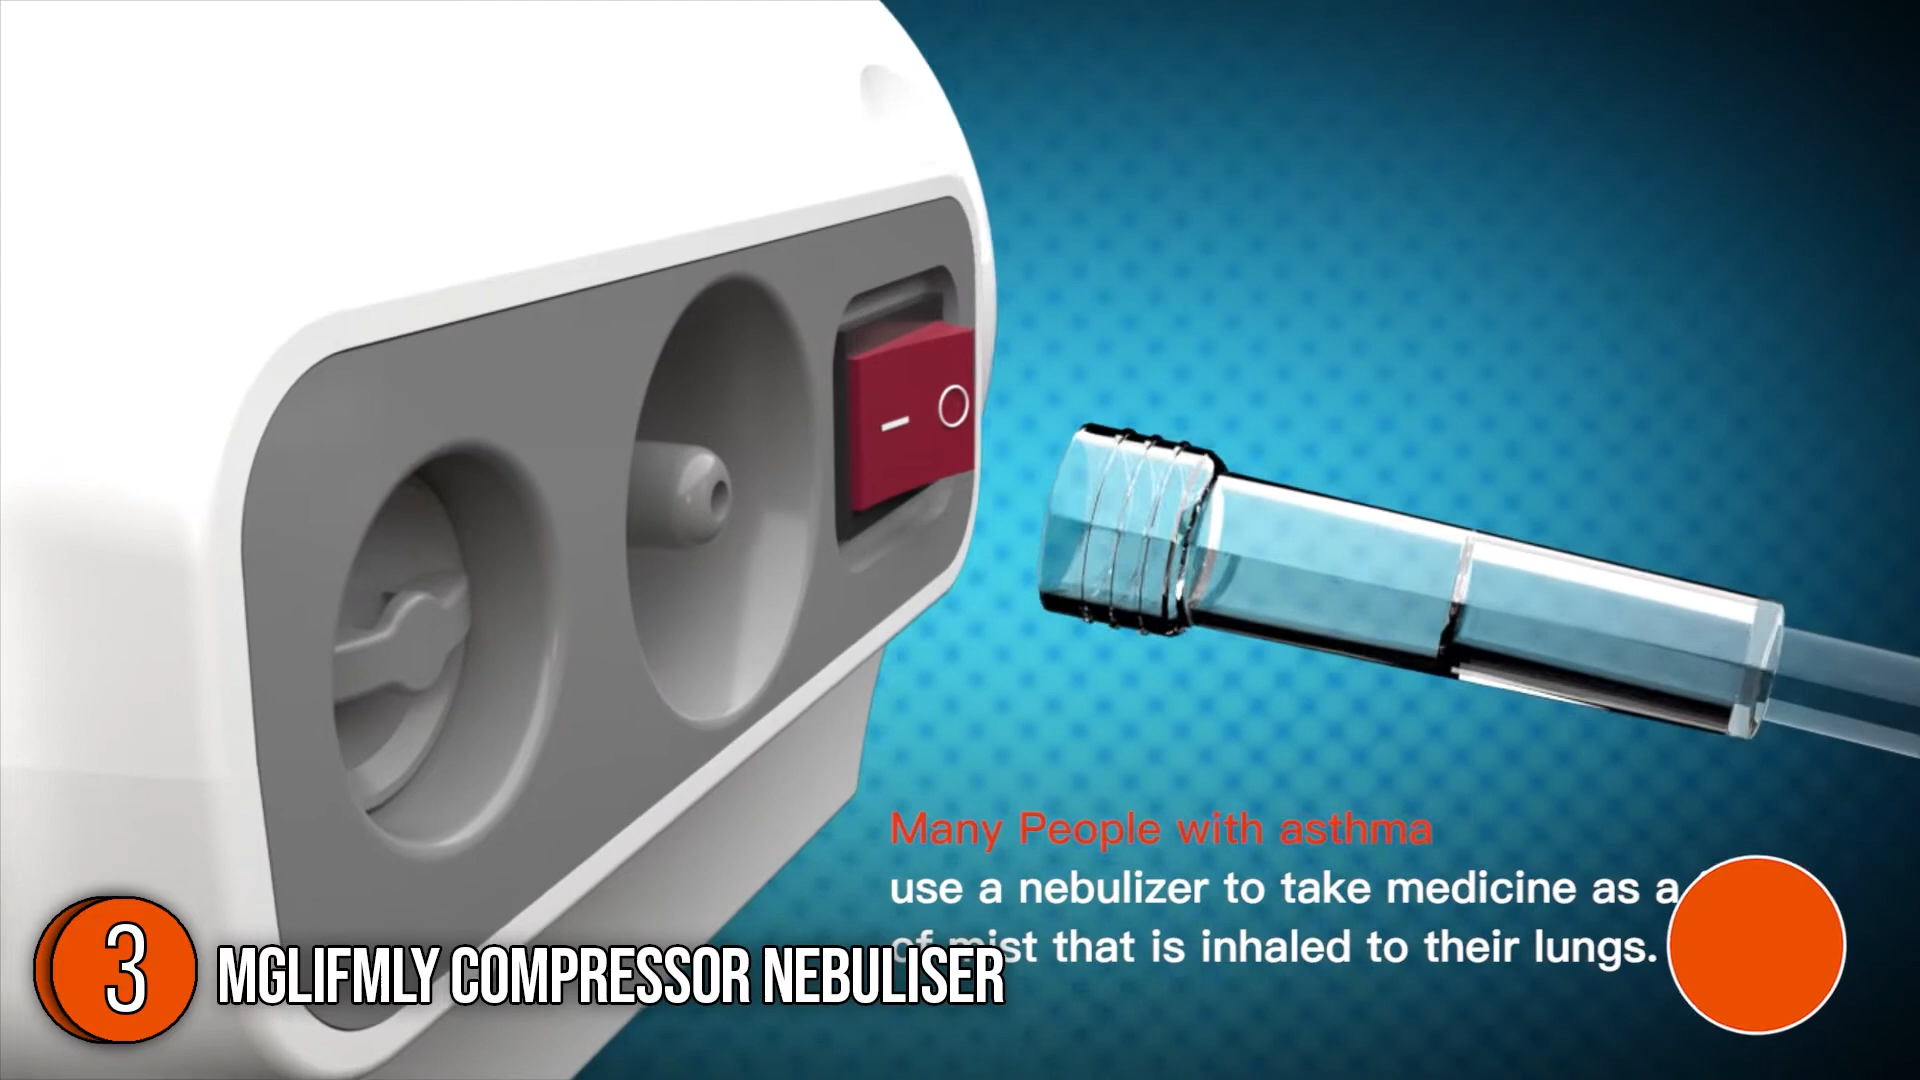 Many People with asthma
use a nebulizer to take medicine as a
mist that is inhaled to their lungs.
3
MGLIFMLY COMPRESSOR NEBULISER